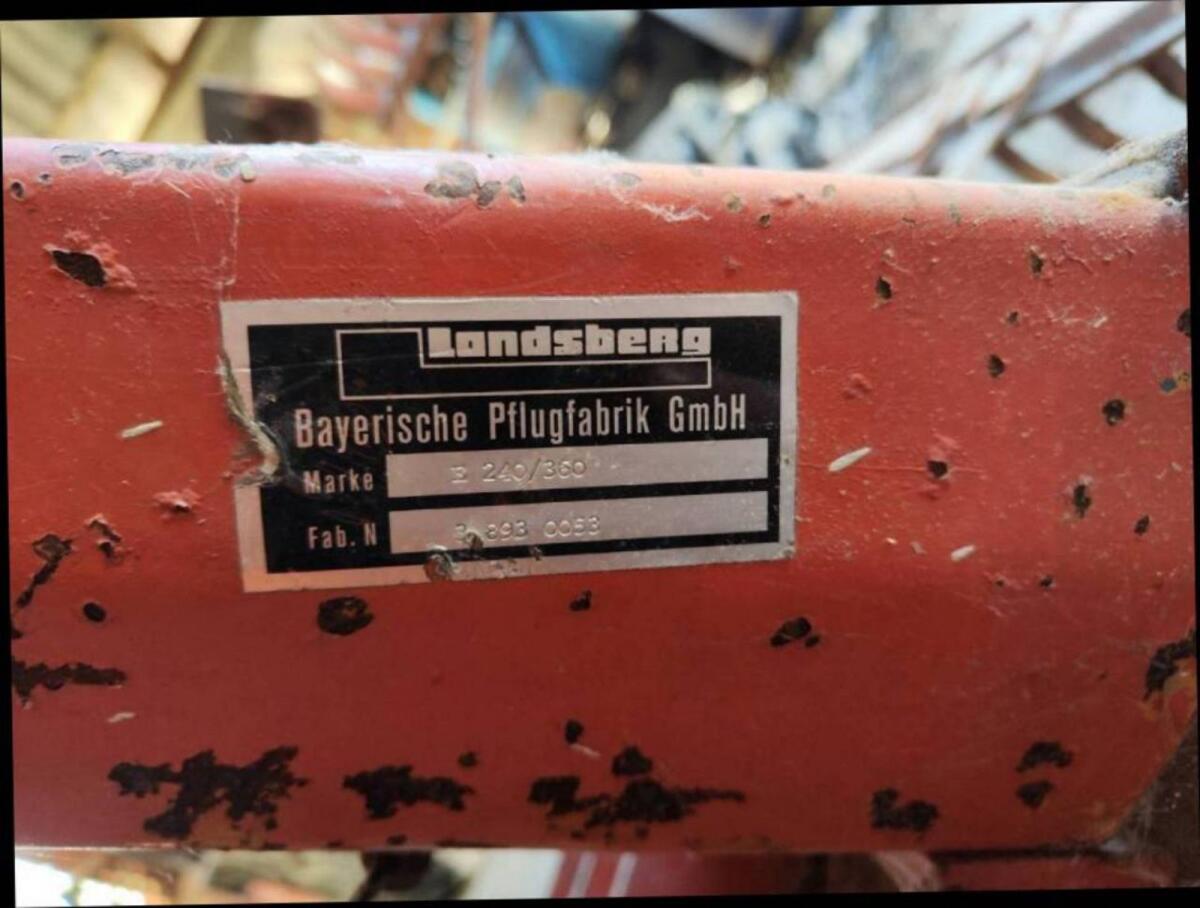 Landsberg
Bayerische Pflugfabrik GmbH
Marke 240/360
Fab. N 893 0053